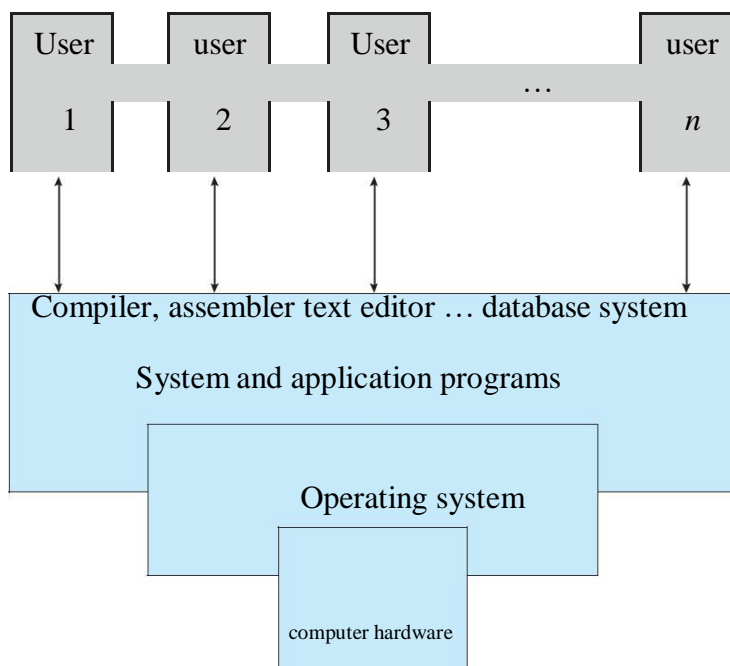 User user User user
…
1 2 3 n
Compiler, assembler text editor … database system
System and application programs
Operating system
computer hardware